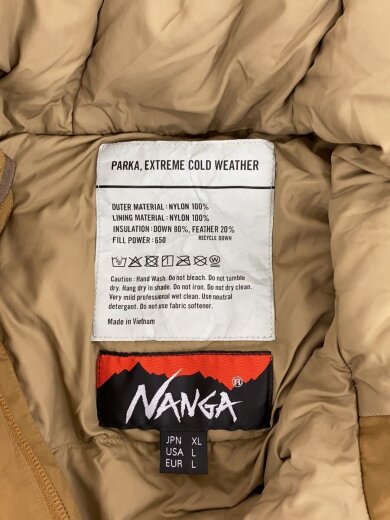 PARKA, EXTREME COLD WEATHER
OUTER MATERIAL : NYLON 100%
LINING MATERIAL : NYLON 100%
INSULATION : DOWN 80%, FEATHER 20%
FILL POWER : 650 RECYCLE DOWN
Caution : Hand Wash. Do not bleach. Do not tumble
dry. Hang dry in shade. Do not iron. Do not dry clean.
Very mild professional wet clean. Use neutral
detergent. Do not use fabric softener.
Made in Vietnam
NANGA®
JPN XL
USA L
EUR L